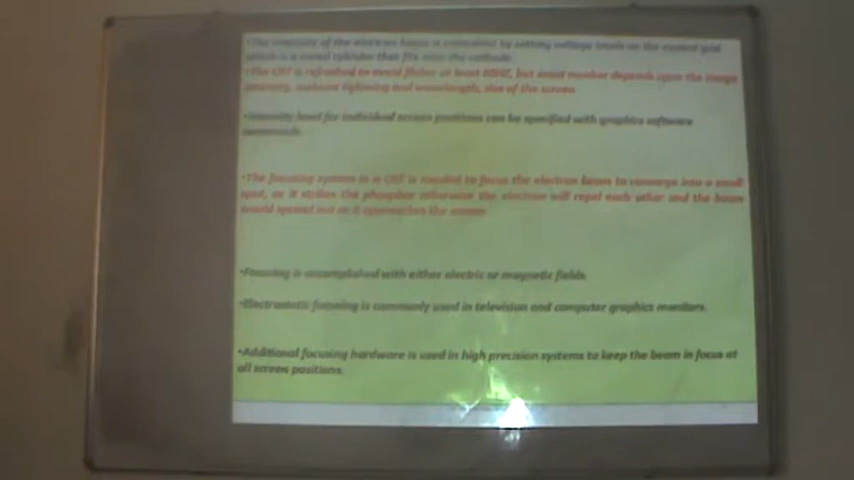 •The intensity of the electron beam is controlled by setting voltage levels on the control grid
which is a metal cylinder that fits over the cathode.
•The CRT is refreshed to avoid flicker at least 60HZ, but exact number depends upon the image
intensity, ambient lightning and wavelength, size of the screen
•Intensity level for individual screen positions can be specified with graphics software
commands.
•The focusing system in a CRT is needed to focus the electron beam to converge into a small
spot, as it strikes the phosphor otherwise the electron will repel each other and the beam
would spread out as it approaches the screen
•Focusing is accomplished with either electric or magnetic fields.
•Electrostatic focusing is commonly used in television and computer graphics monitors.
•Additional focusing hardware is used in high precision systems to keep the beam in focus at
all screen positions.